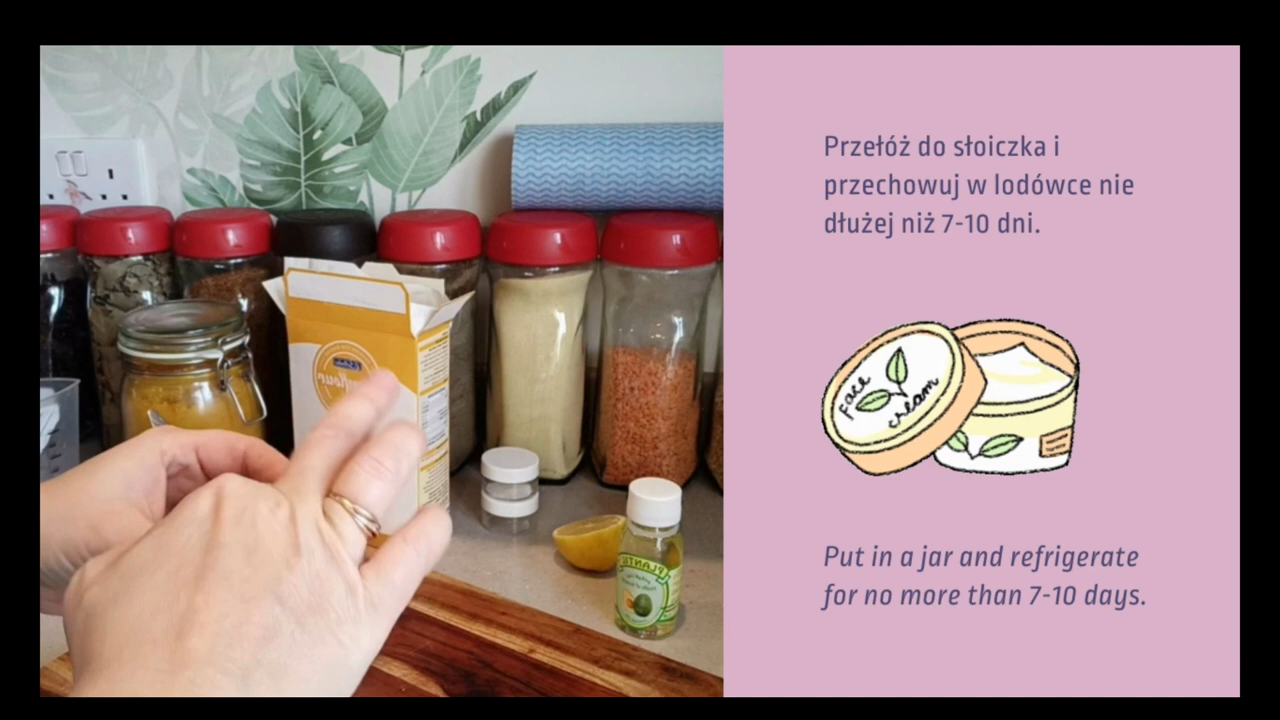 Przełóż do słoiczka i
przechowuj w lodówce nie
dłużej niż 7-10 dni.
Face
cream
Put in a jar and refrigerate
for no more than 7-10 days.